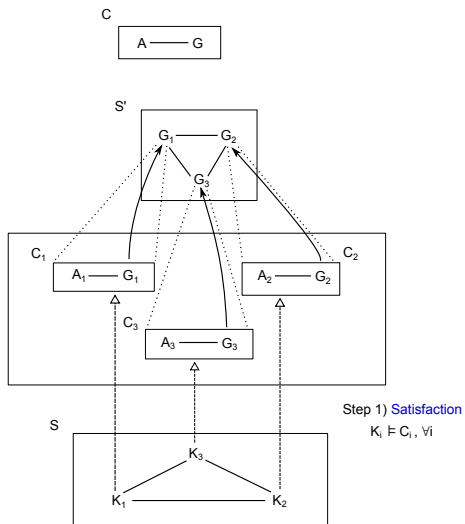 C
A G
S'
G₁ G₂
G₃
C₁ C₂
A₁ G₁ A₂ G₂
C₃
A₃ G₃
Step 1) Satisfaction
Kᵢ ⊨ Cᵢ , ∀i
S
K₃
K₁ K₂